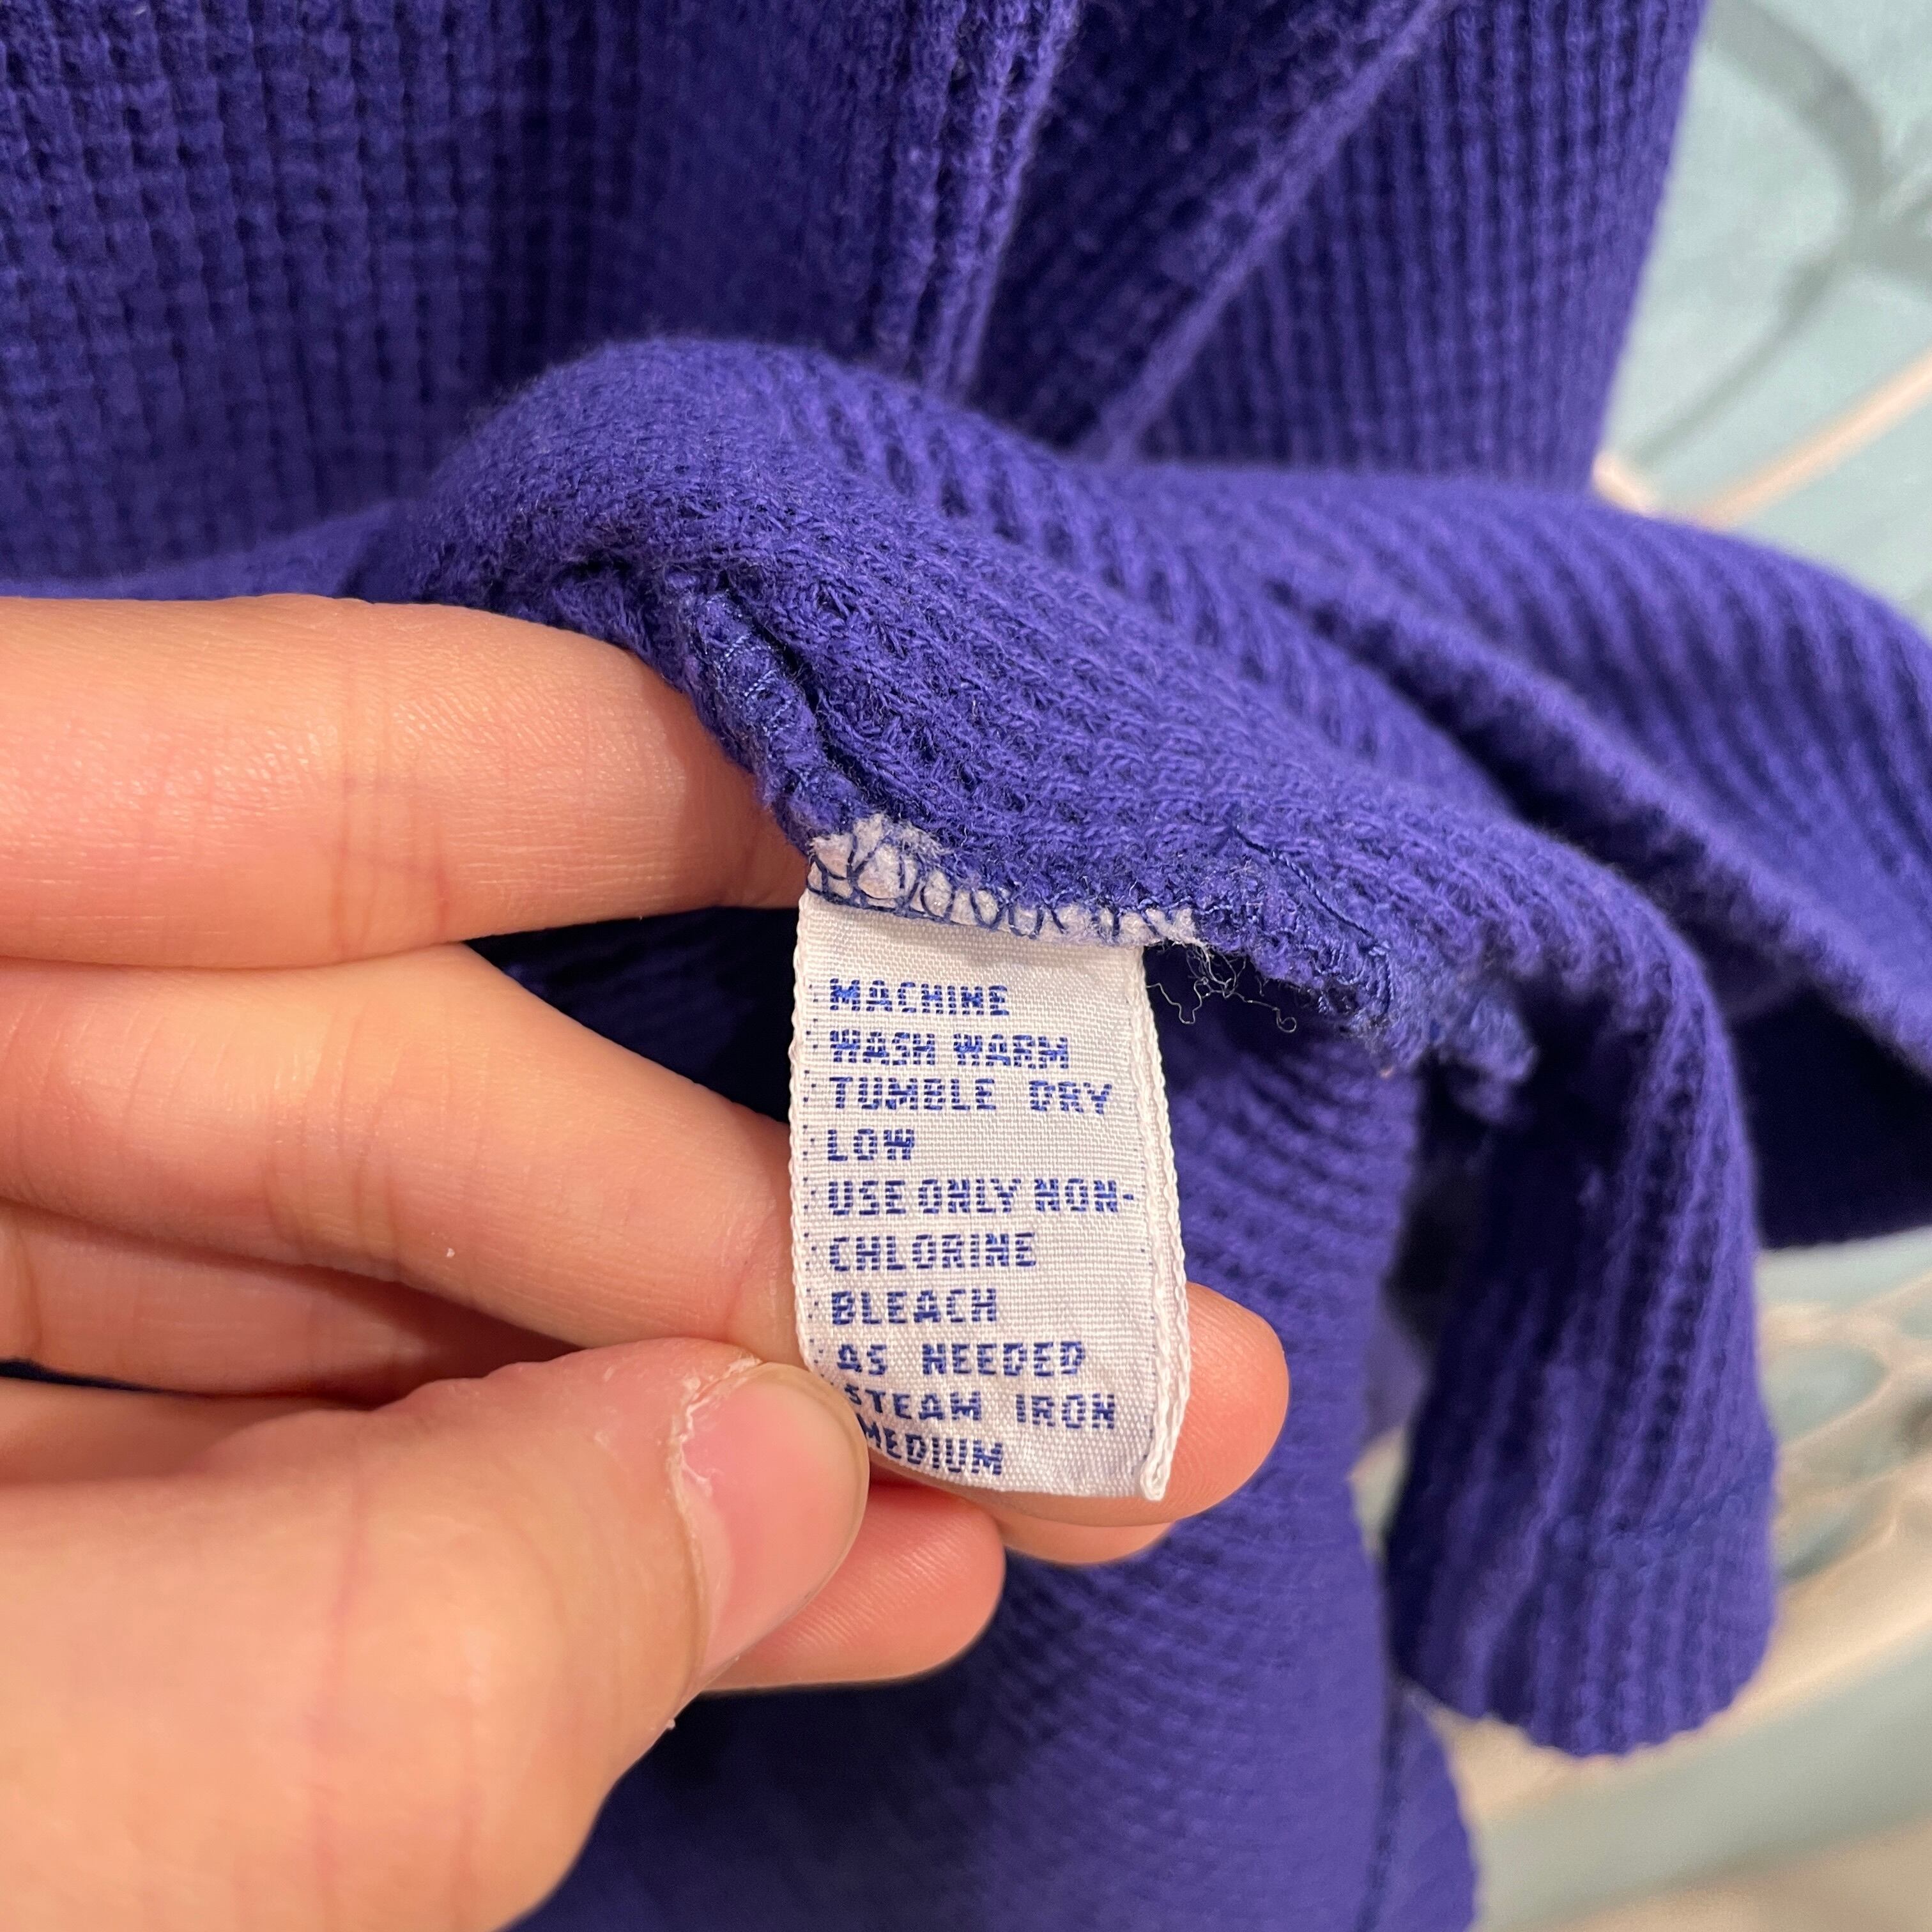 MACHINE
WASH WARM
TUMBLE DRY
LOW
USE ONLY NON-
CHLORINE
BLEACH
AS NEEDED
STEAM IRON
MEDIUM